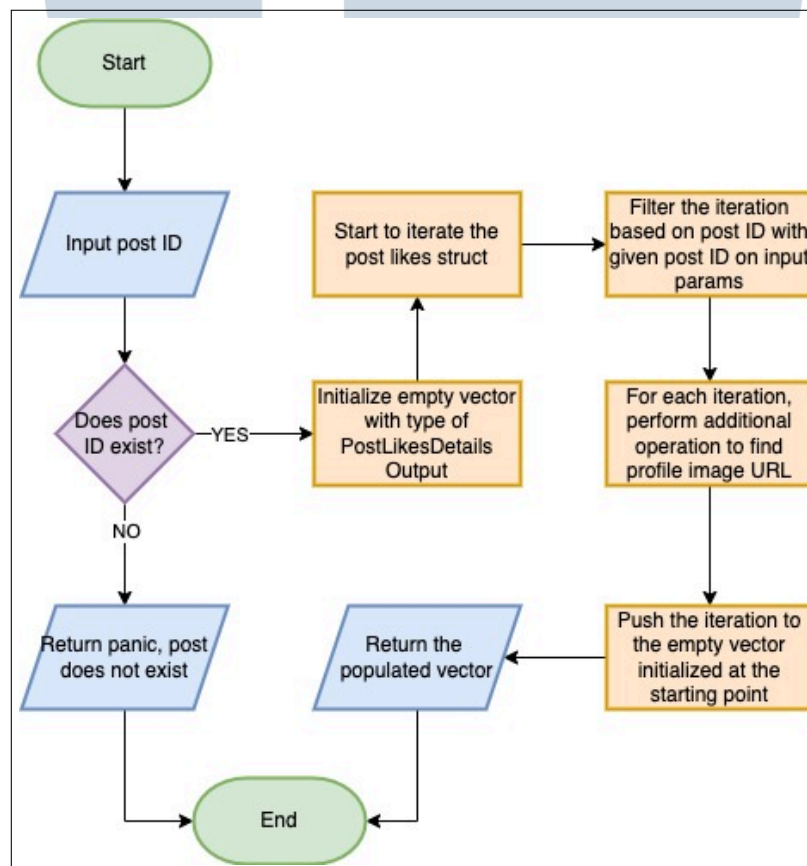 Start
Input post ID
Does post
ID exist?
YES
NO
Return panic, post
does not exist
Initialize empty vector
with type of
PostLikesDetails
Output
Start to iterate the
post likes struct
Filter the iteration
based on post ID with
given post ID on input
params
For each iteration,
perform additional
operation to find
profile image URL
Push the iteration to
the empty vector
initialized at the
starting point
Return the
populated vector
End